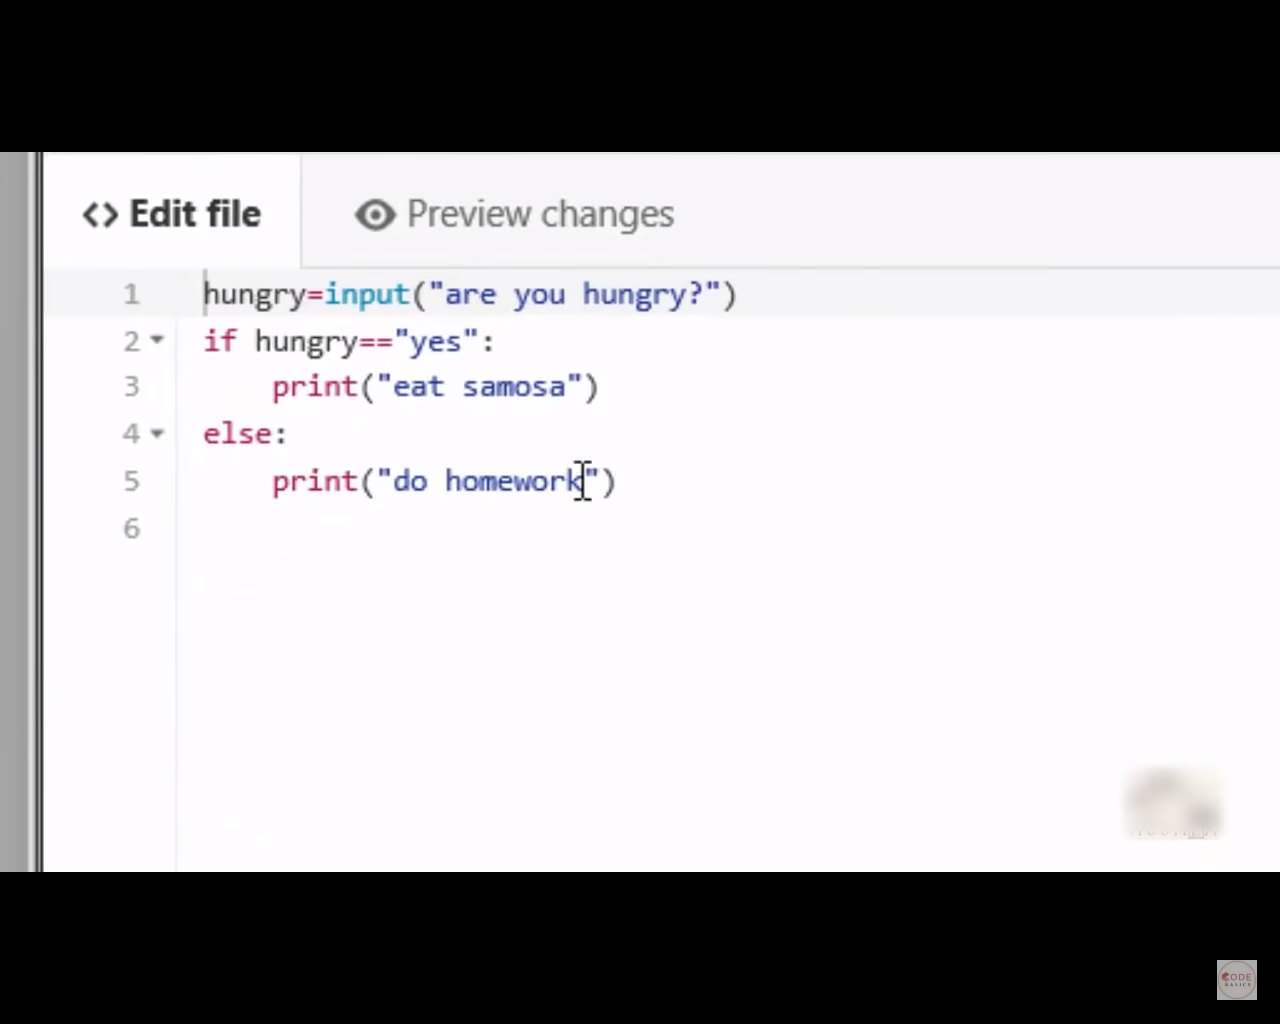 <> Edit file
Preview changes
1 hungry=input("are you hungry?")
2 if hungry=="yes":
3     print("eat samosa")
4 else:
5     print("do homework")
6
CODE
BASICS